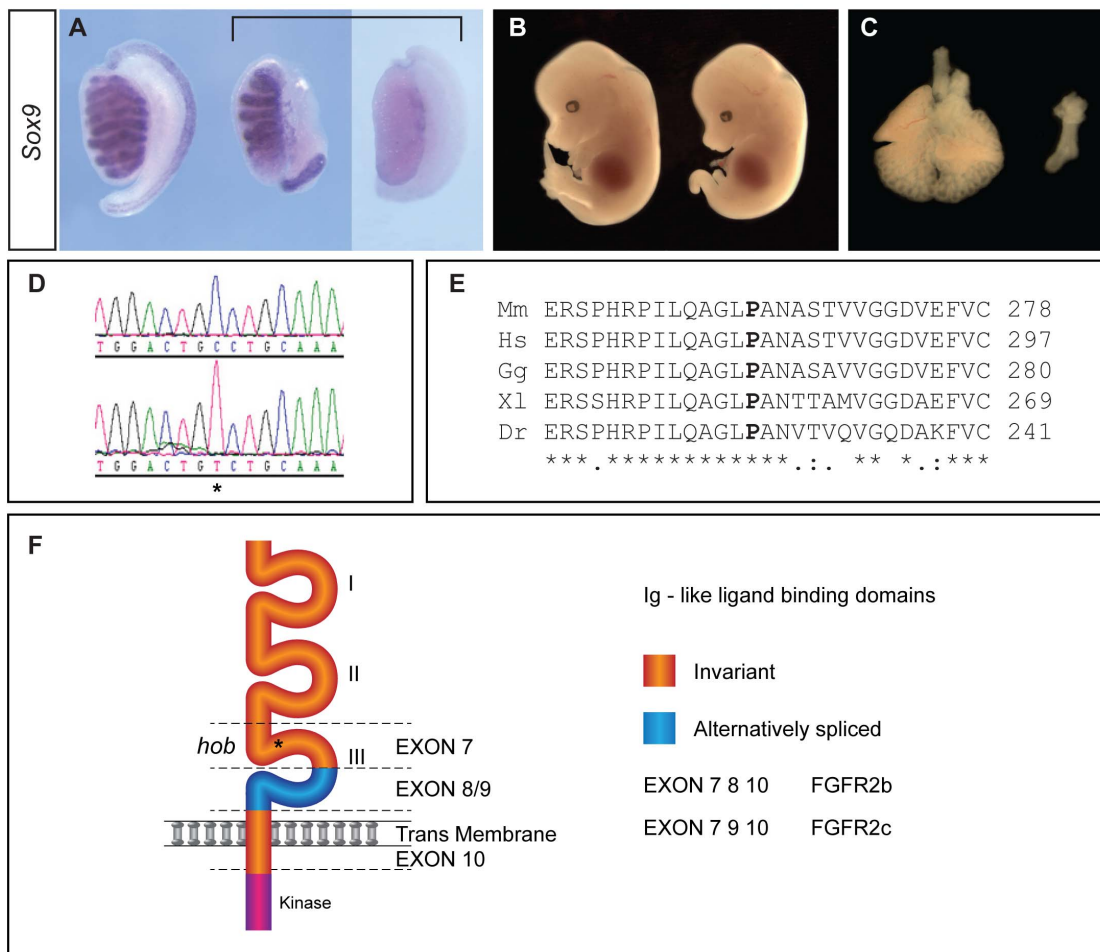 Sox9
A
B
C
D
T G G A C T G C C T G C A A A
T G G A C T G T C T G C A A A
*
E
Mm ERSPHRPILQAGLPANASTVVGGDVEFVC 278
Hs ERSPHRPILQAGLPANASTVVGGDVEFVC 297
Gg ERSPHRPILQAGLPANASAVVGGDVEFVC 280
Xl ERSSHRPILQAGLPANTTAMVGGDAEFVC 269
Dr ERSPHRPILQAGLPANVTVQVGQDAKFVC 241
***.************.:. ** *.:***
F
I
II
hob
*
III
EXON 7
EXON 8/9
Trans Membrane
EXON 10
Kinase
Ig - like ligand binding domains
Invariant
Alternatively spliced
EXON 7 8 10 FGFR2b
EXON 7 9 10 FGFR2c